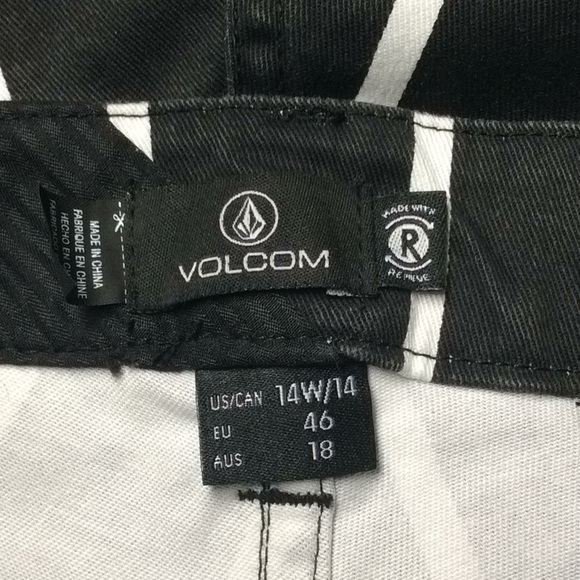 MADE IN CHINA
FABRIQUE EN CHINE
HECHO EN
VOLCOM
MADE WITH
R
REPREVE
US/CAN 14W/14
EU 46
AUS 18